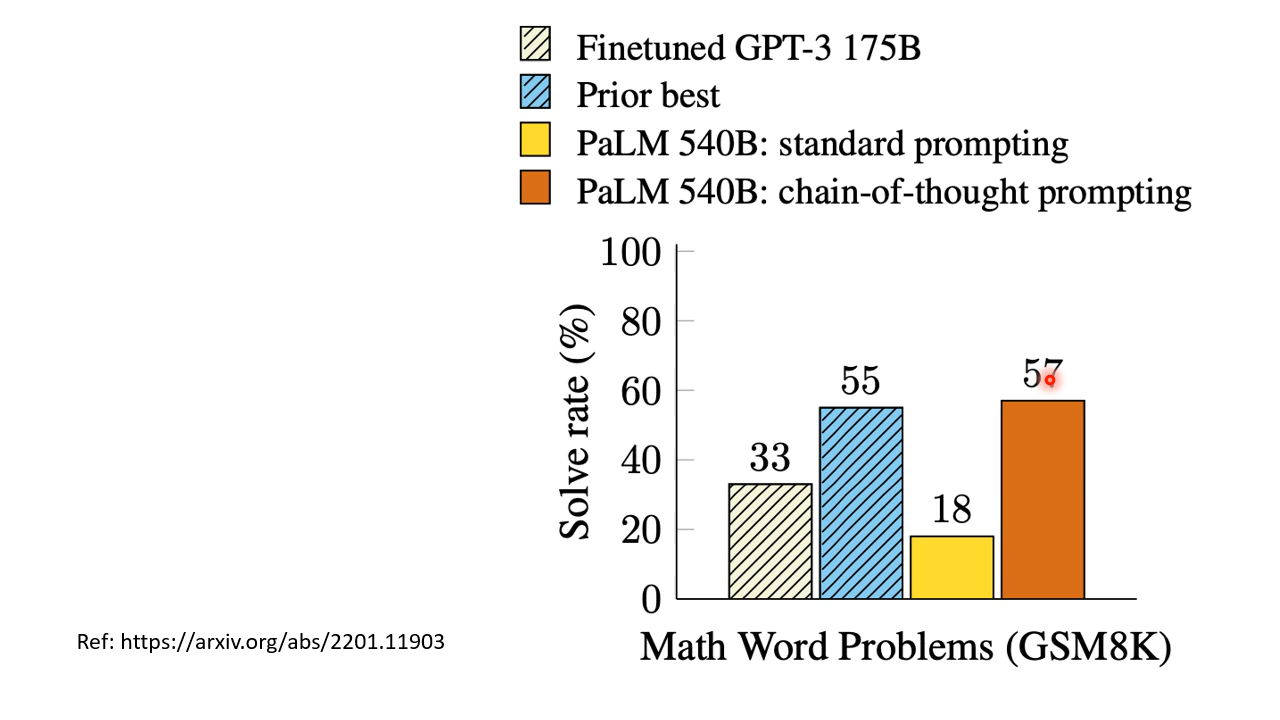 Finetuned GPT-3 175B
Prior best
PaLM 540B: standard prompting
PaLM 540B: chain-of-thought prompting
100
80
60
40
20
0
Solve rate (%)
33
55
18
57
Math Word Problems (GSM8K)
Ref: https://arxiv.org/abs/2201.11903